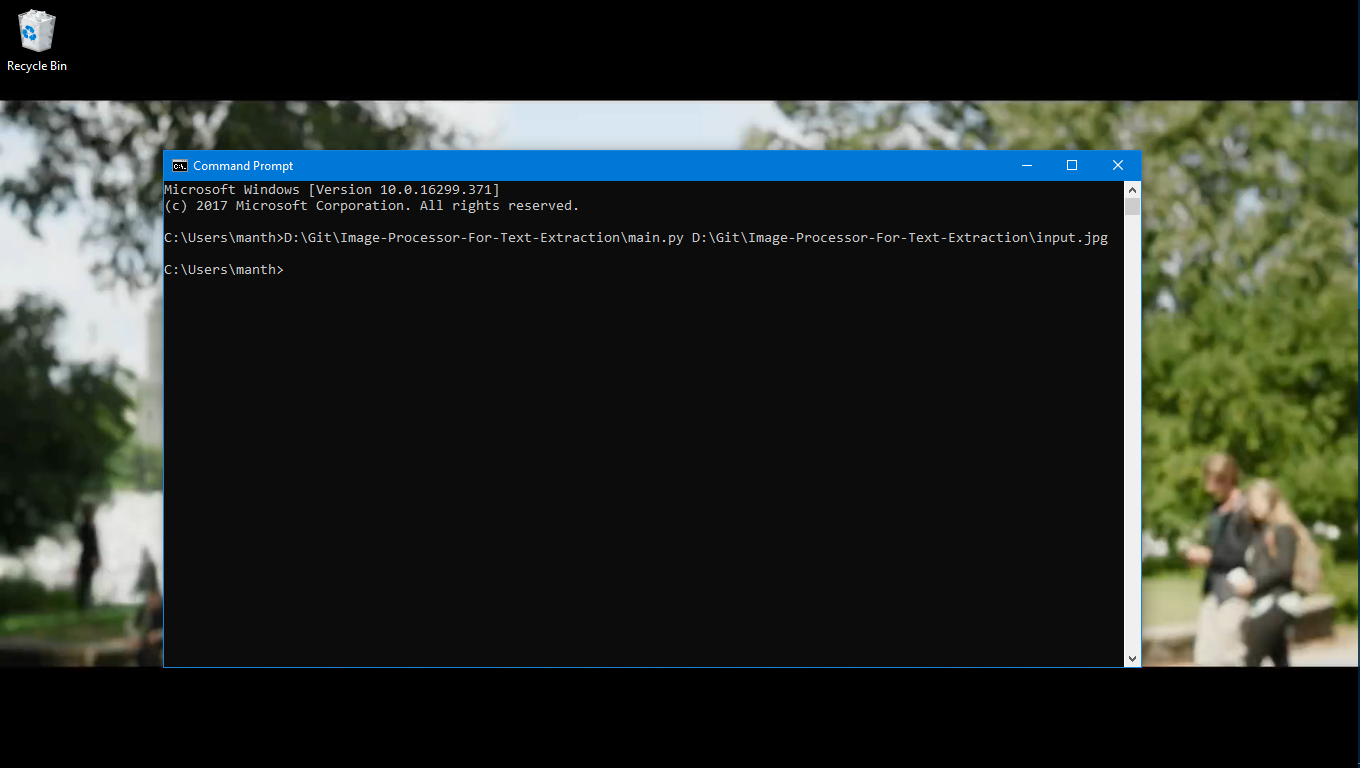 Recycle Bin
Command Prompt
Microsoft Windows [Version 10.0.16299.371]
(c) 2017 Microsoft Corporation. All rights reserved.
C:\Users\manth>D:\Git\Image-Processor-For-Text-Extraction\main.py D:\Git\Image-Processor-For-Text-Extraction\input.jpg
C:\Users\manth>